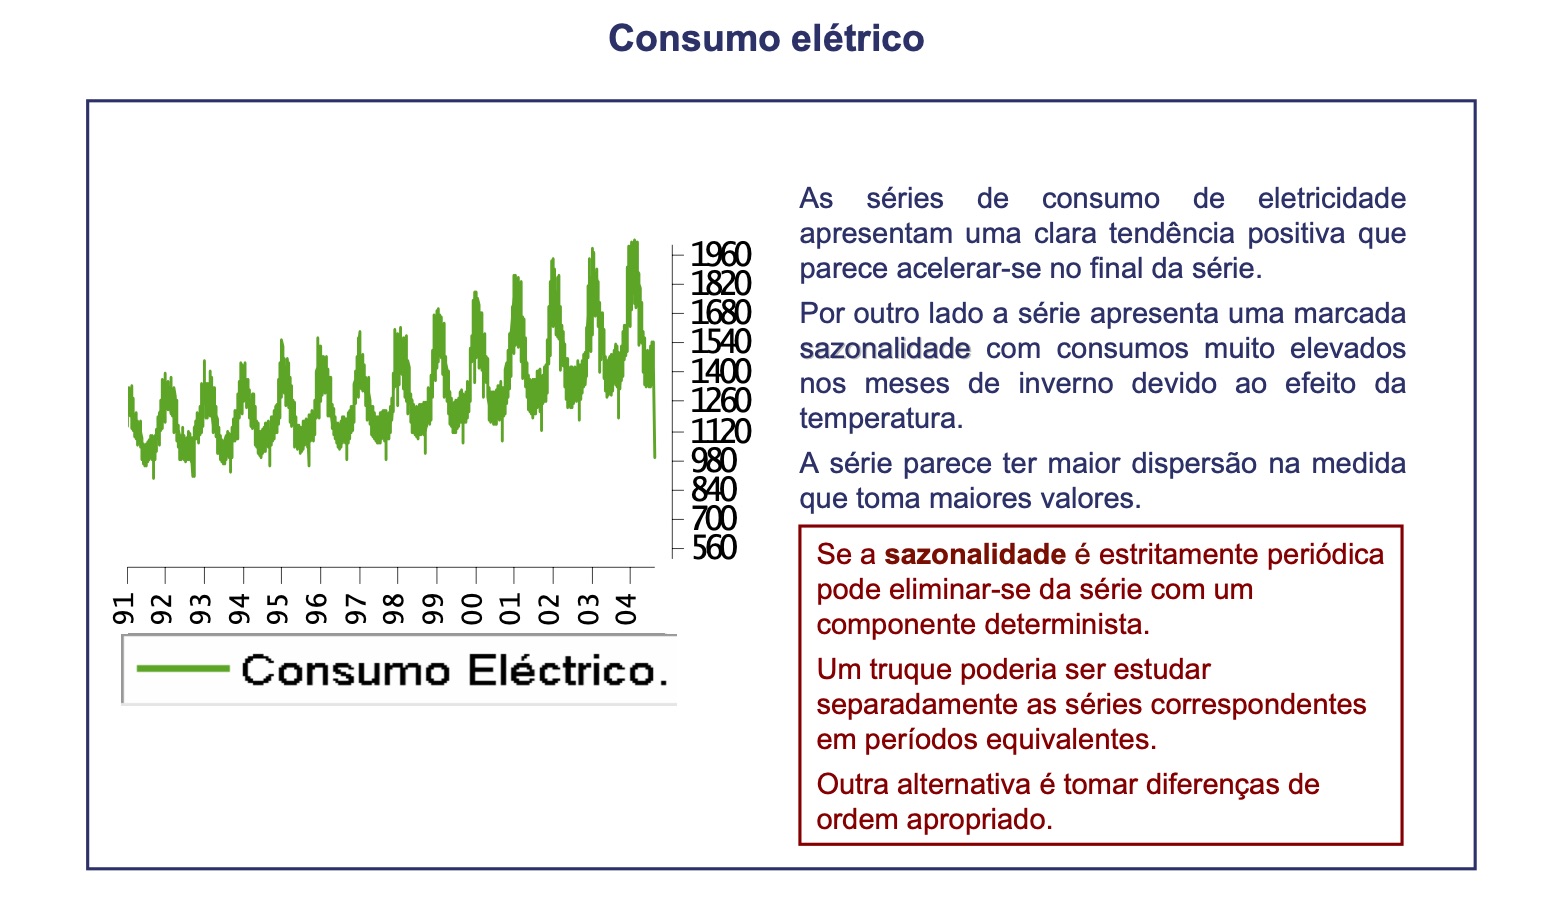 Consumo elétrico
1960
1820
1680
1540
1400
1260
1120
980
840
700
560
91 92 93 94 95 96 97 98 99 00 01 02 03 04
Consumo Eléctrico.
As séries de consumo de eletricidade
apresentam uma clara tendência positiva que
parece acelerar-se no final da série.
Por outro lado a série apresenta uma marcada
sazonalidade com consumos muito elevados
nos meses de inverno devido ao efeito da
temperatura.
A série parece ter maior dispersão na medida
que toma maiores valores.
Se a sazonalidade é estritamente periódica
pode eliminar-se da série com um
componente determinista.
Um truque poderia ser estudar
separadamente as séries correspondentes
em períodos equivalentes.
Outra alternativa é tomar diferenças de
ordem apropriado.